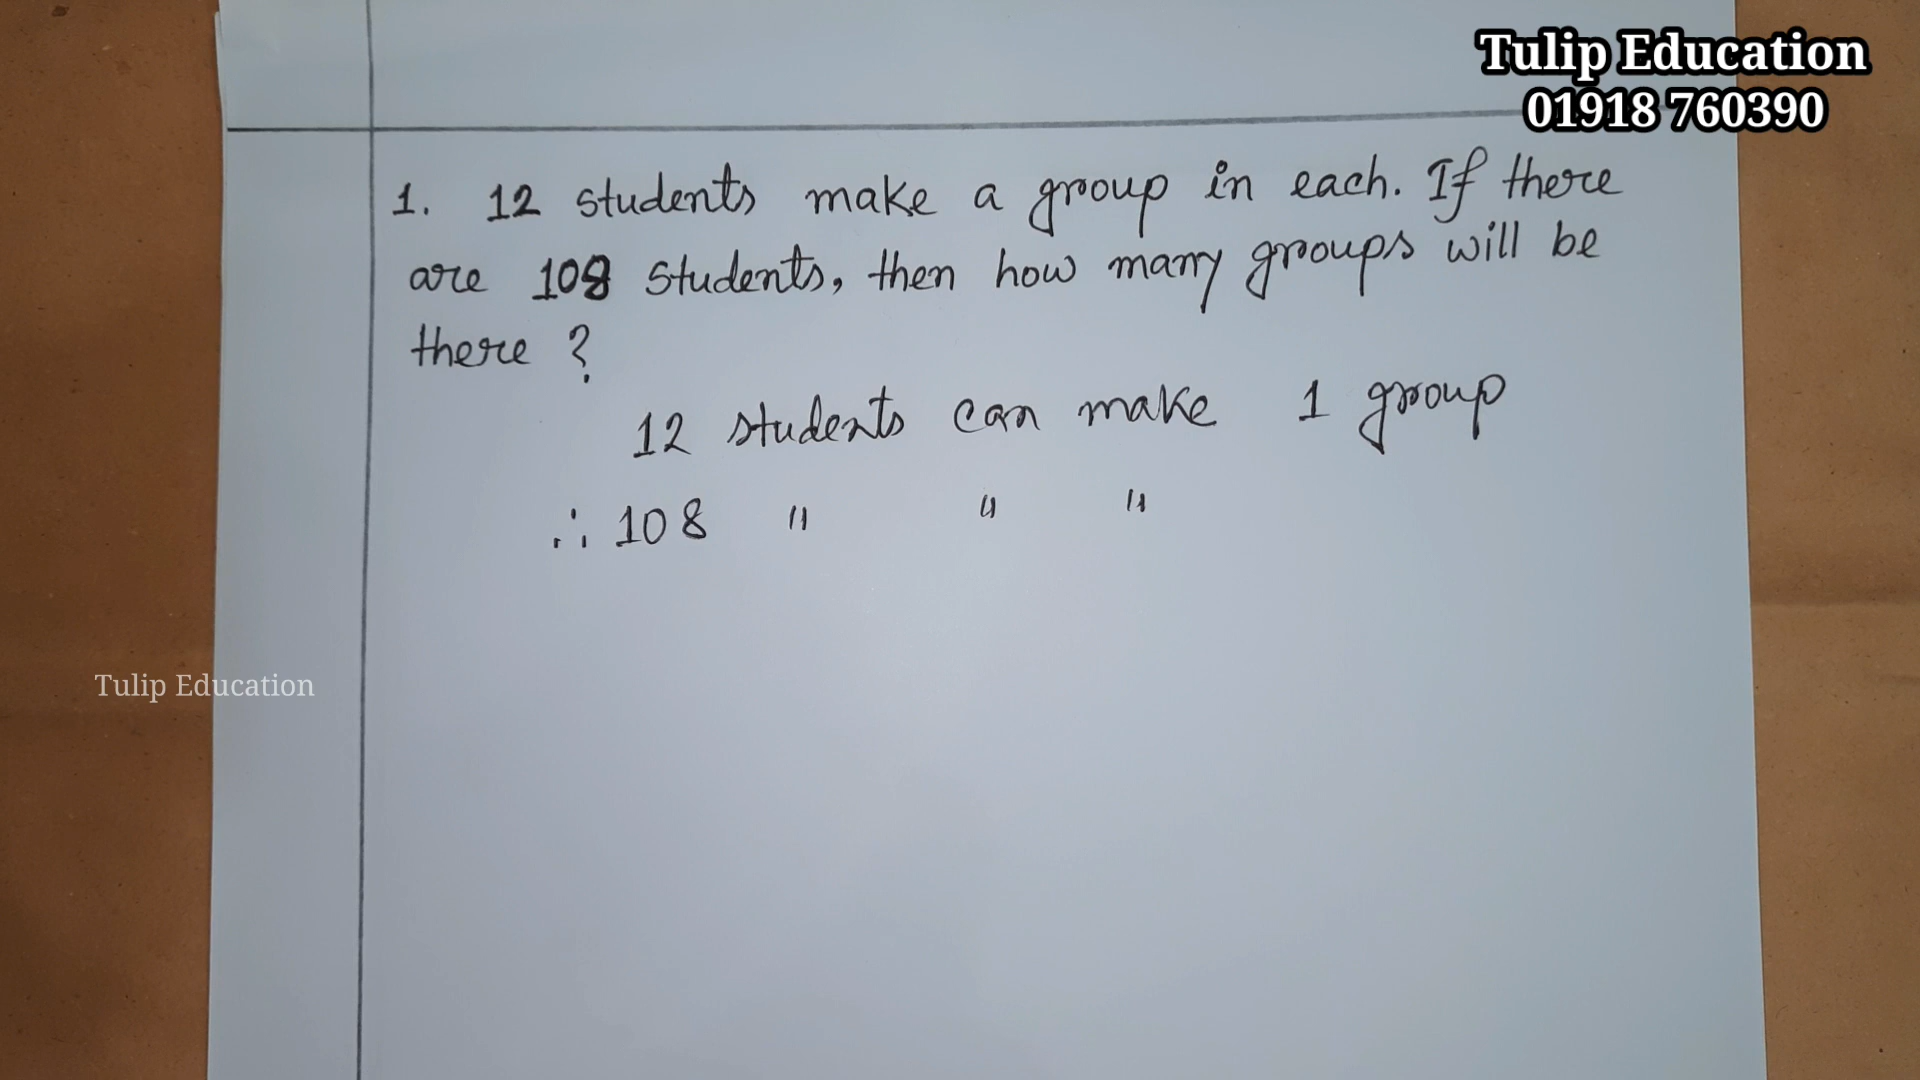 Tulip Education
01918 760390
1. 12 students make a group in each. If there
are 108 students, then how many groups will be
there ?
12 students can make 1 group
∴ 108 " " "
Tulip Education